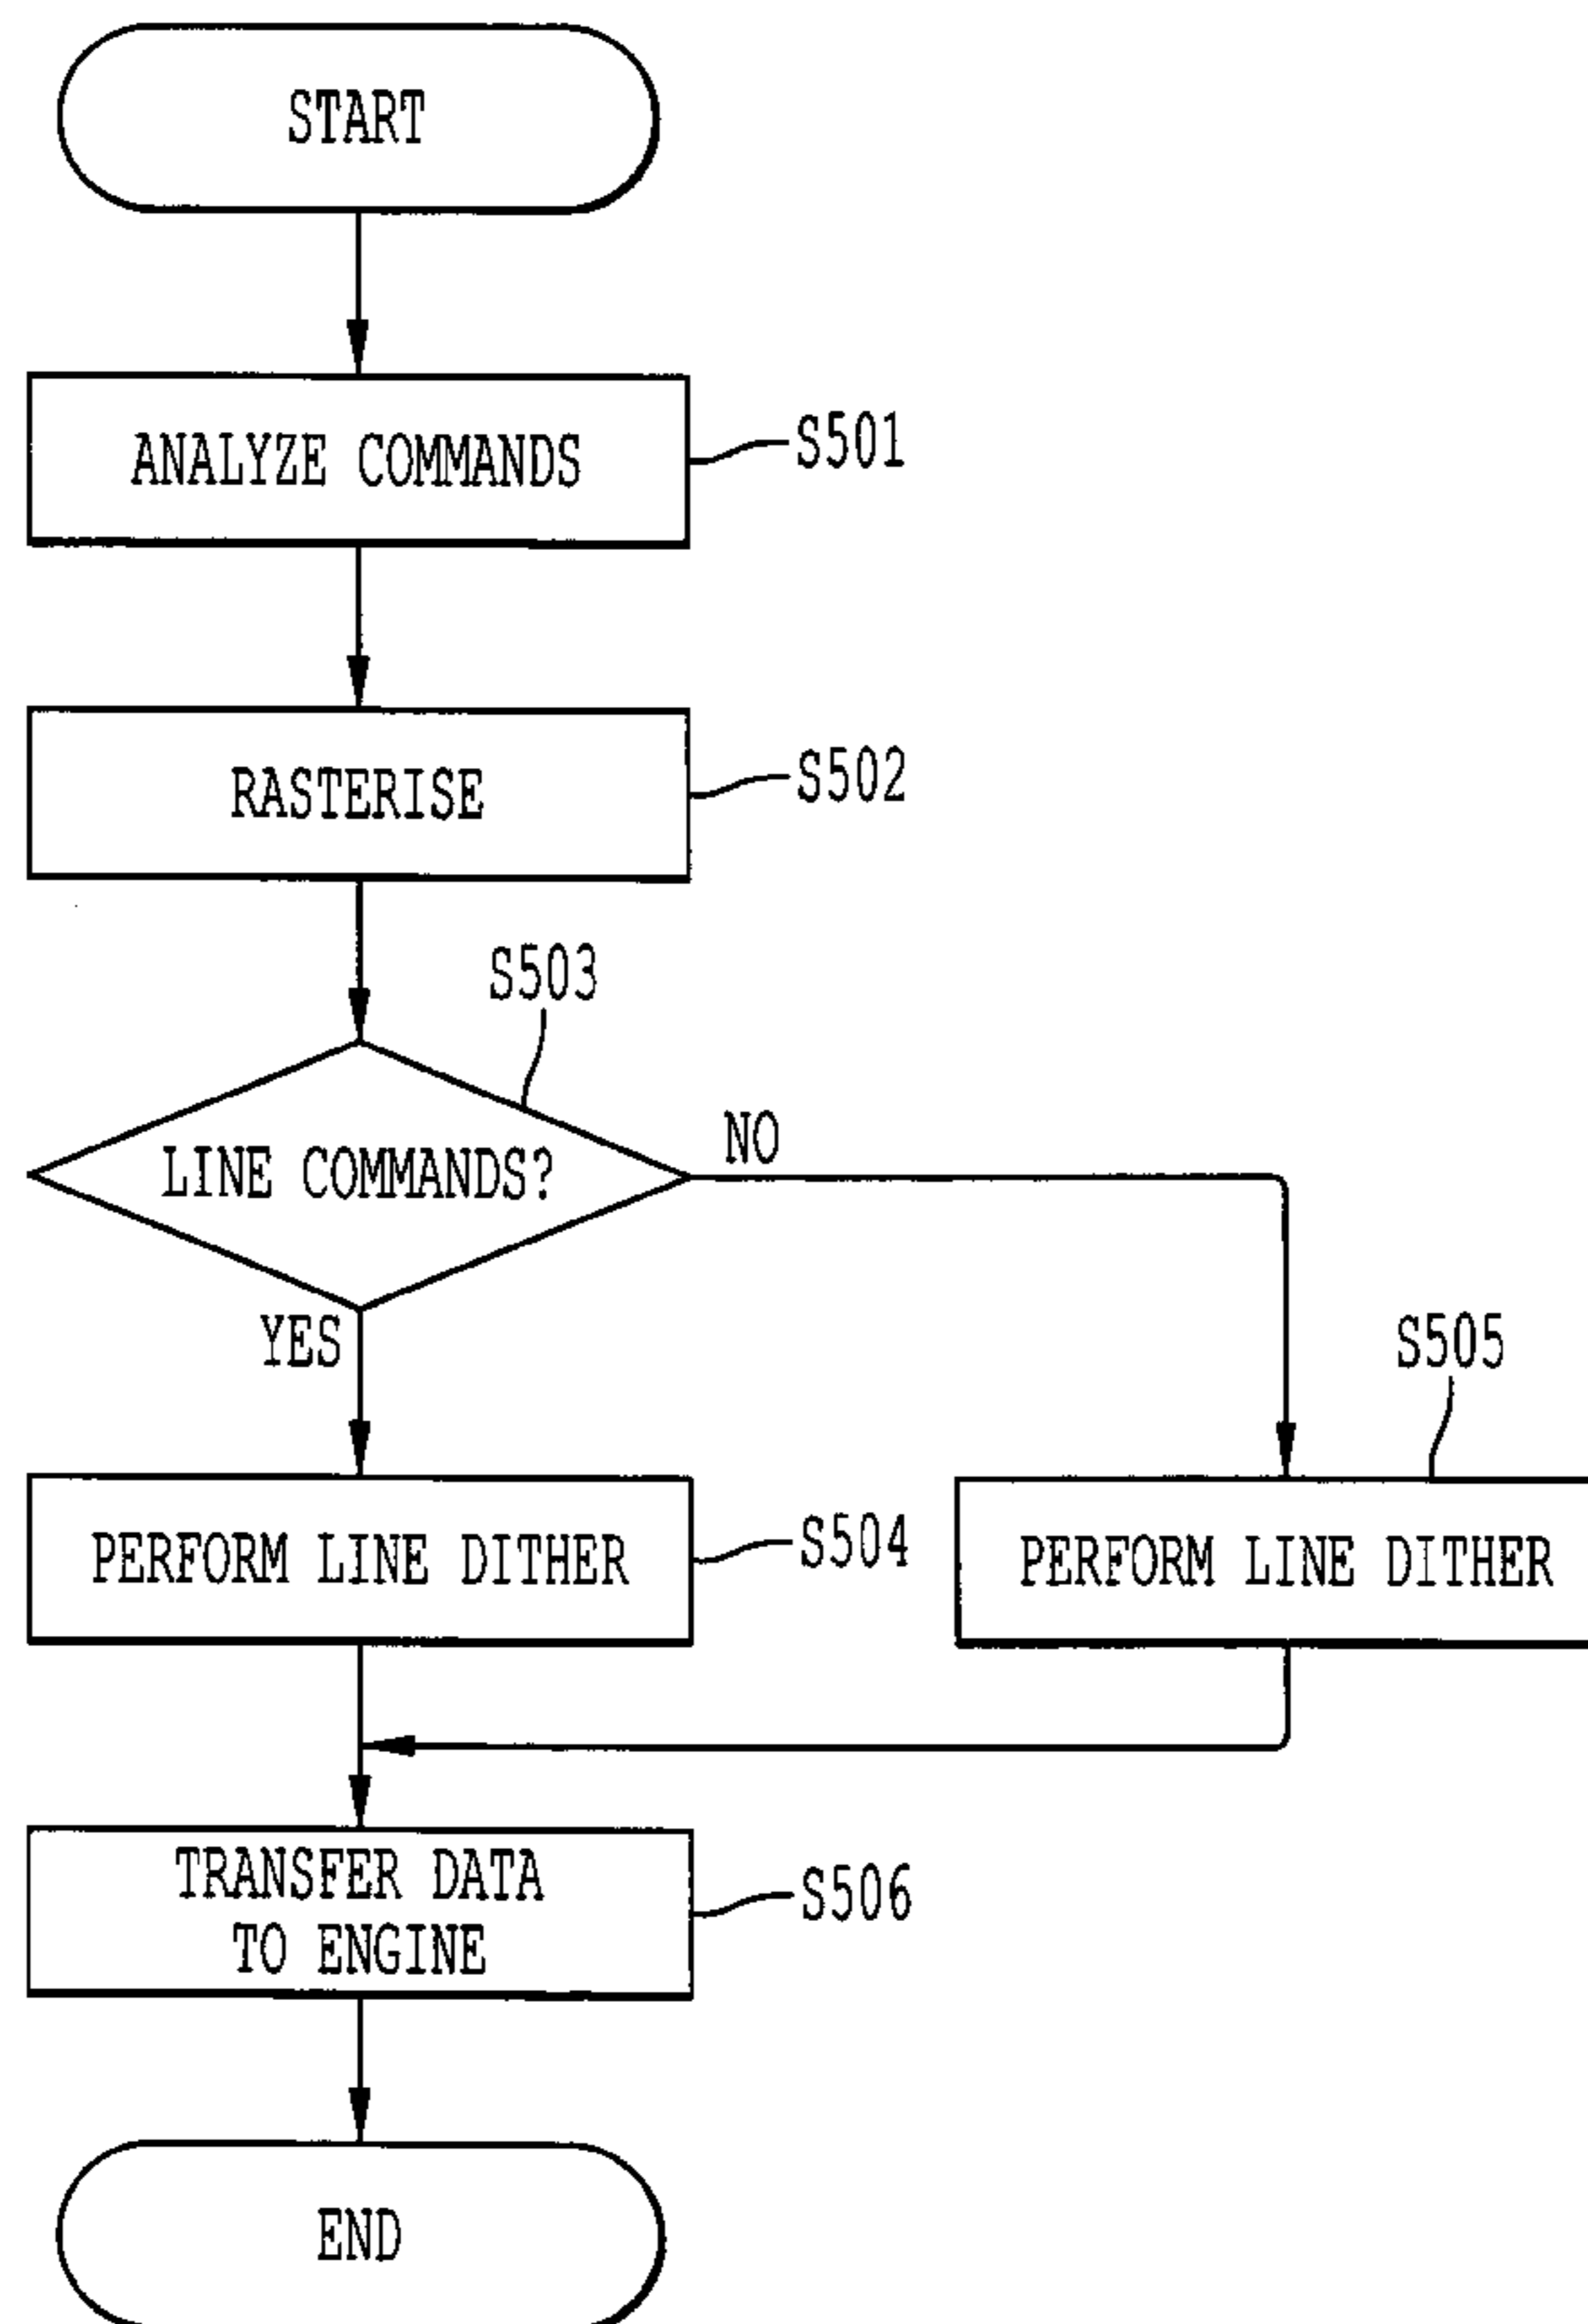 START
ANALYZE COMMANDS
S501
RASTERISE
S502
S503
LINE COMMANDS?
NO
YES
S505
PERFORM LINE DITHER
S504
PERFORM LINE DITHER
TRANSFER DATA
TO ENGINE
S506
END